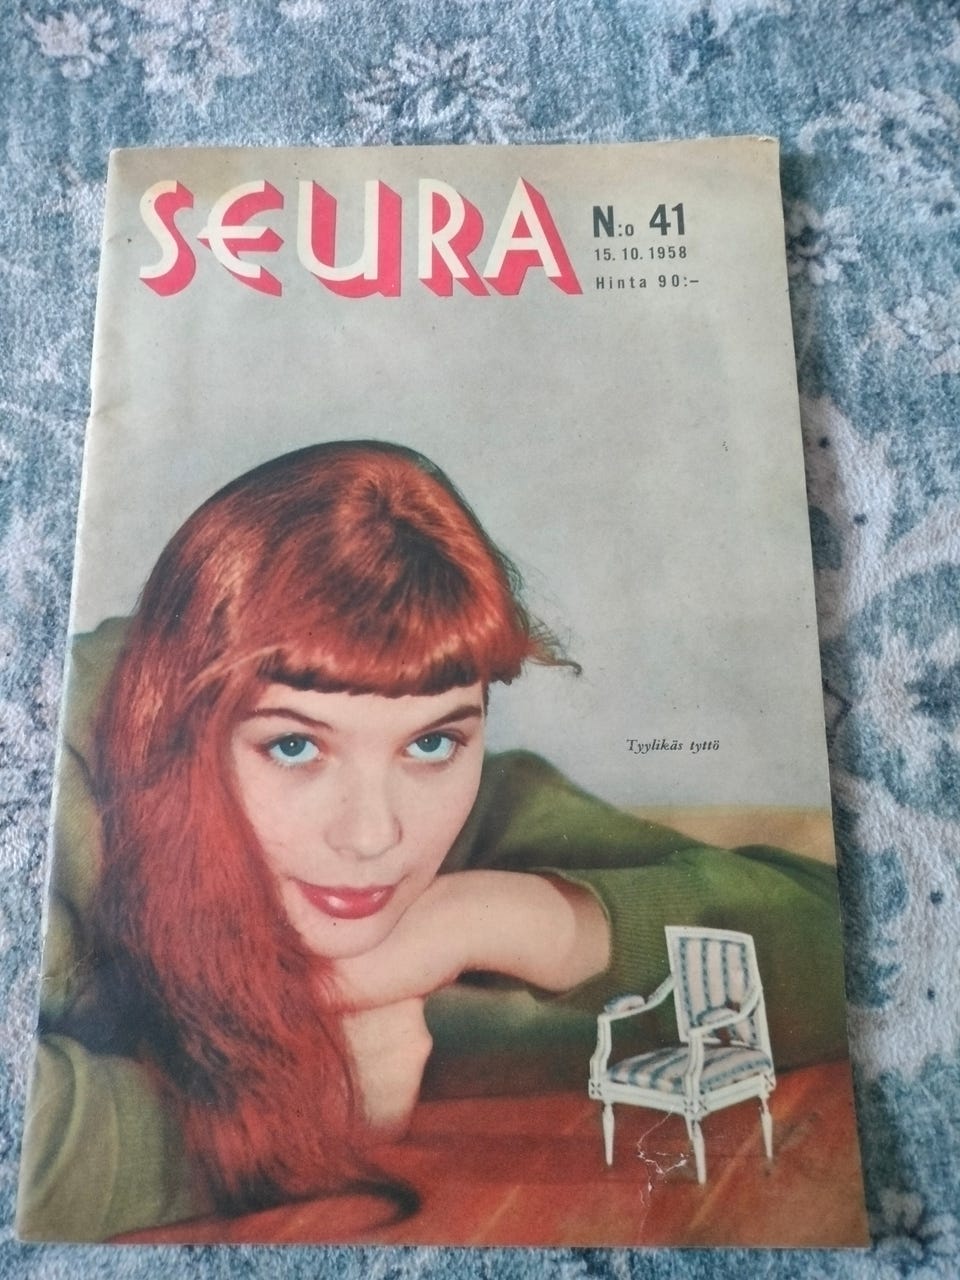 SEURA
N:o 41
15.10.1958
Hinta 90:–
Tyylikäs tyttö